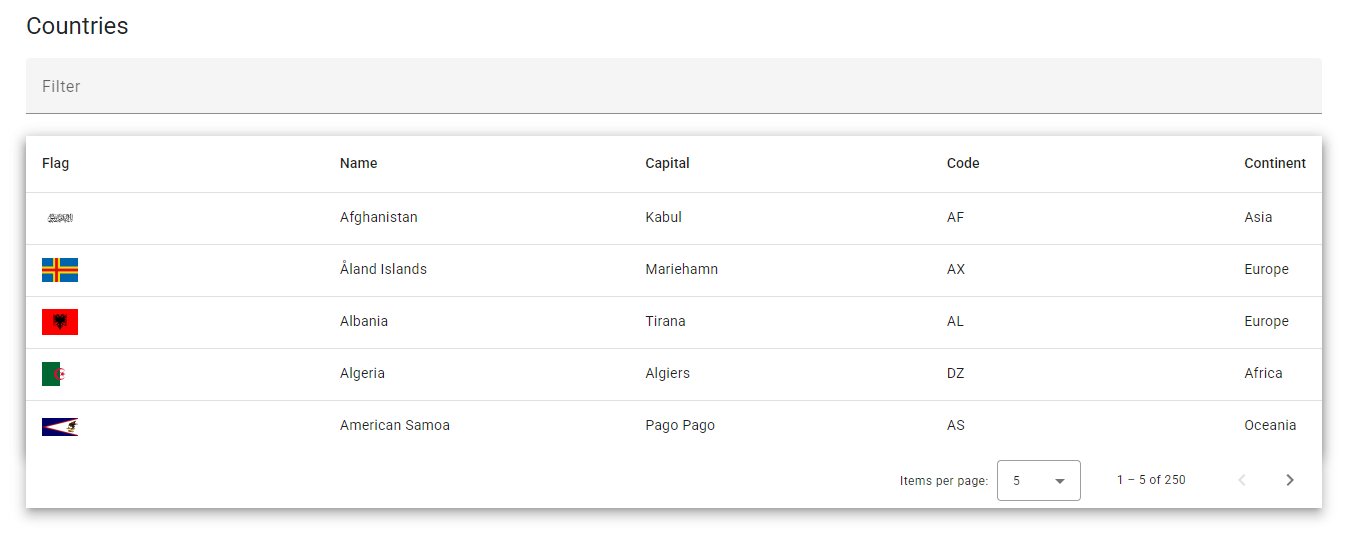 Countries
Filter
Flag Name Capital Code Continent
Afghanistan Kabul AF Asia
Åland Islands Mariehamn AX Europe
Albania Tirana AL Europe
Algeria Algiers DZ Africa
American Samoa Pago Pago AS Oceania
Items per page: 5 1 – 5 of 250